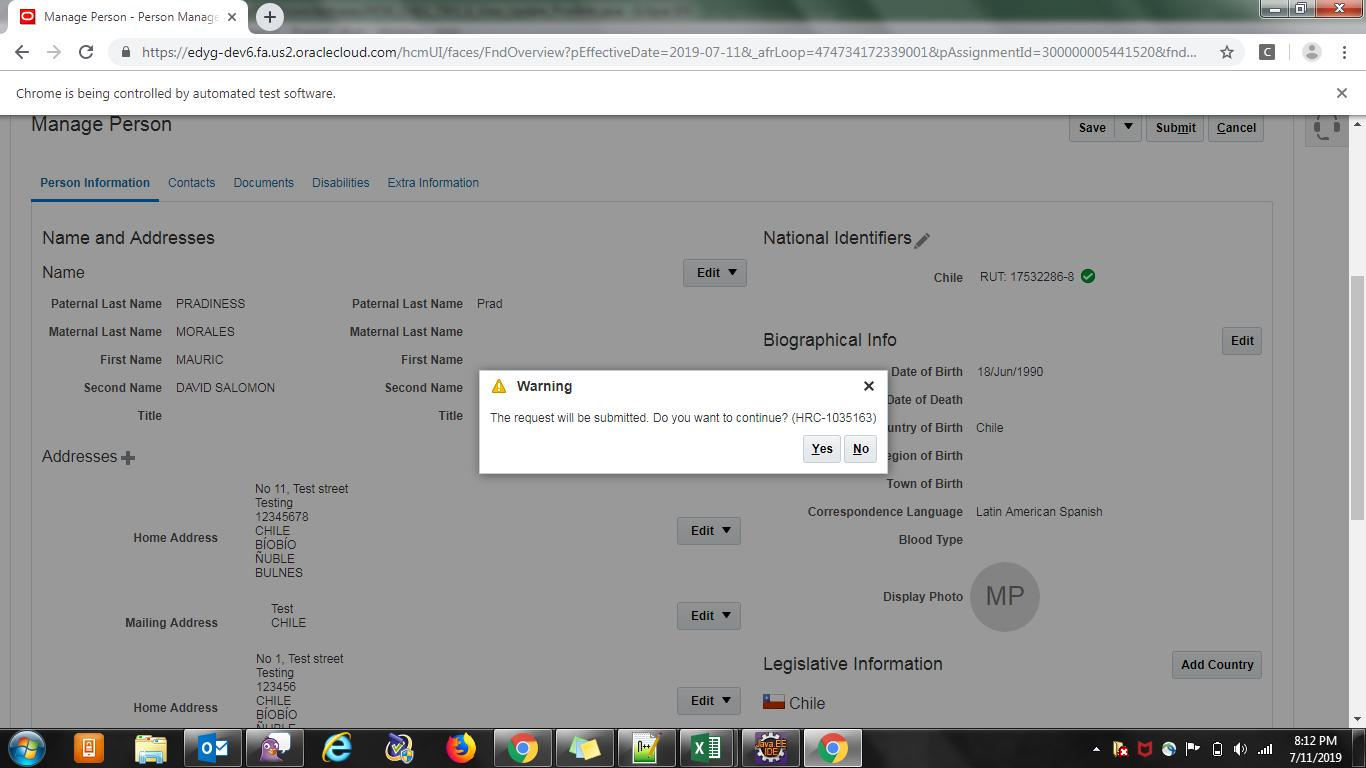 Manage Person - Person Manage
https://edyg-dev6.fa.us2.oraclecloud.com/hcmUI/faces/FndOverview?pEffectiveDate=2019-07-11&_afrLoop=474734172339001&pAssignmentId=300000005441520&fnd...
C
Chrome is being controlled by automated test software.
Manage Person
Save Submit Cancel
Person Information Contacts Documents Disabilities Extra Information
Name and Addresses
National Identifiers
Name
Edit
Chile RUT: 17532286-8
Paternal Last Name PRADINESS Paternal Last Name Prad
Maternal Last Name MORALES Maternal Last Name
Biographical Info
Edit
First Name MAURIC First Name
Date of Birth 18/Jun/1990
Second Name DAVID SALOMON Second Name
Date of Death
Title Title
untry of Birth Chile
Warning
The request will be submitted. Do you want to continue? (HRC-1035163)
Yes No
egion of Birth
Addresses
Town of Birth
No 11, Test street
Testing
12345678
CHILE
BÍOBÍO
ÑUBLE
BULNES
Home Address
Edit
Correspondence Language Latin American Spanish
Blood Type
Display Photo MP
Test
CHILE
Mailing Address
Edit
No 1, Test street
Testing
123456
CHILE
BÍOBÍO
ÑUBLE
Home Address
Edit
Legislative Information
Add Country
Chile
Java EE
IDE
8:12 PM
7/11/2019